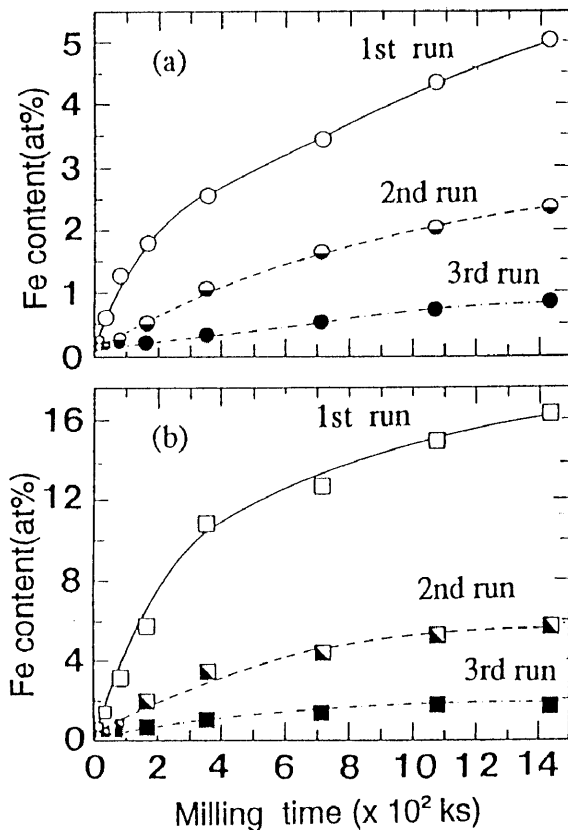 5
(a)
1st run
4
3
2nd run
2
3rd run
1
0
Fe content(at%)
16
(b)
1st run
12
8
2nd run
4
3rd run
0
Fe content(at%)
0 2 4 6 8 10 12 14
Milling time (x 10² ks)